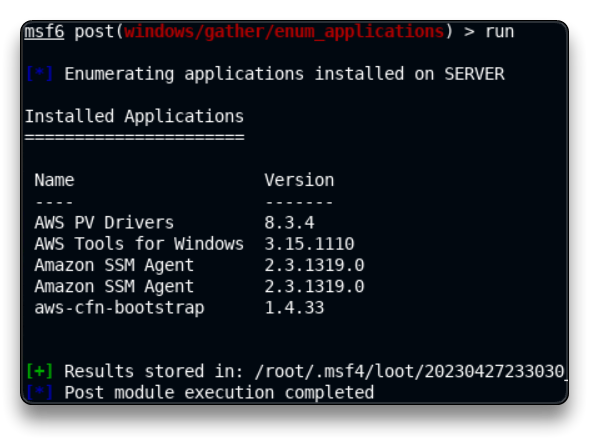 msf6 post(windows/gather/enum_applications) > run
[*] Enumerating applications installed on SERVER
Installed Applications
======================
Name Version
---- -------
AWS PV Drivers 8.3.4
AWS Tools for Windows 3.15.1110
Amazon SSM Agent 2.3.1319.0
Amazon SSM Agent 2.3.1319.0
aws-cfn-bootstrap 1.4.33
[+] Results stored in: /root/.msf4/loot/20230427233030_
[*] Post module execution completed